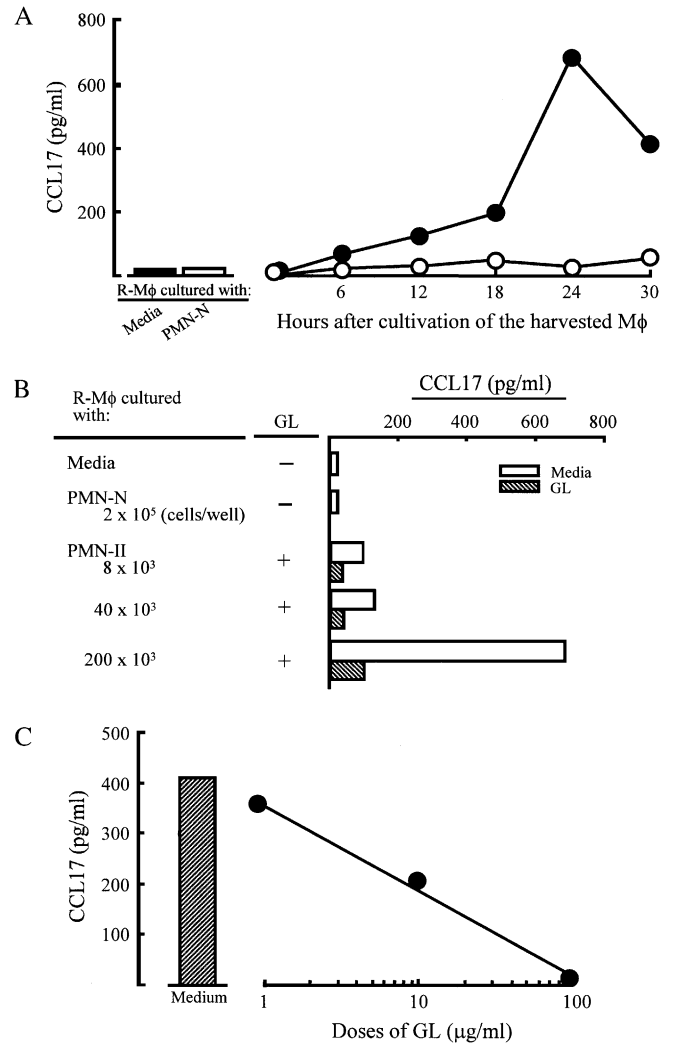 A
CCL17 (pg/ml)
800
600
400
200
R-Mϕ cultured with:
Media
PMN-N
6 12 18 24 30
Hours after cultivation of the harvested Mϕ
B
R-Mϕ cultured
with:
GL
CCL17 (pg/ml)
200 400 600 800
Media
GL
Media −
PMN-N −
2 x 10⁵ (cells/well)
PMN-II
8 x 10³ +
40 x 10³ +
200 x 10³ +
C
CCL17 (pg/ml)
500
400
300
200
100
Medium
1 10 100
Doses of GL (μg/ml)